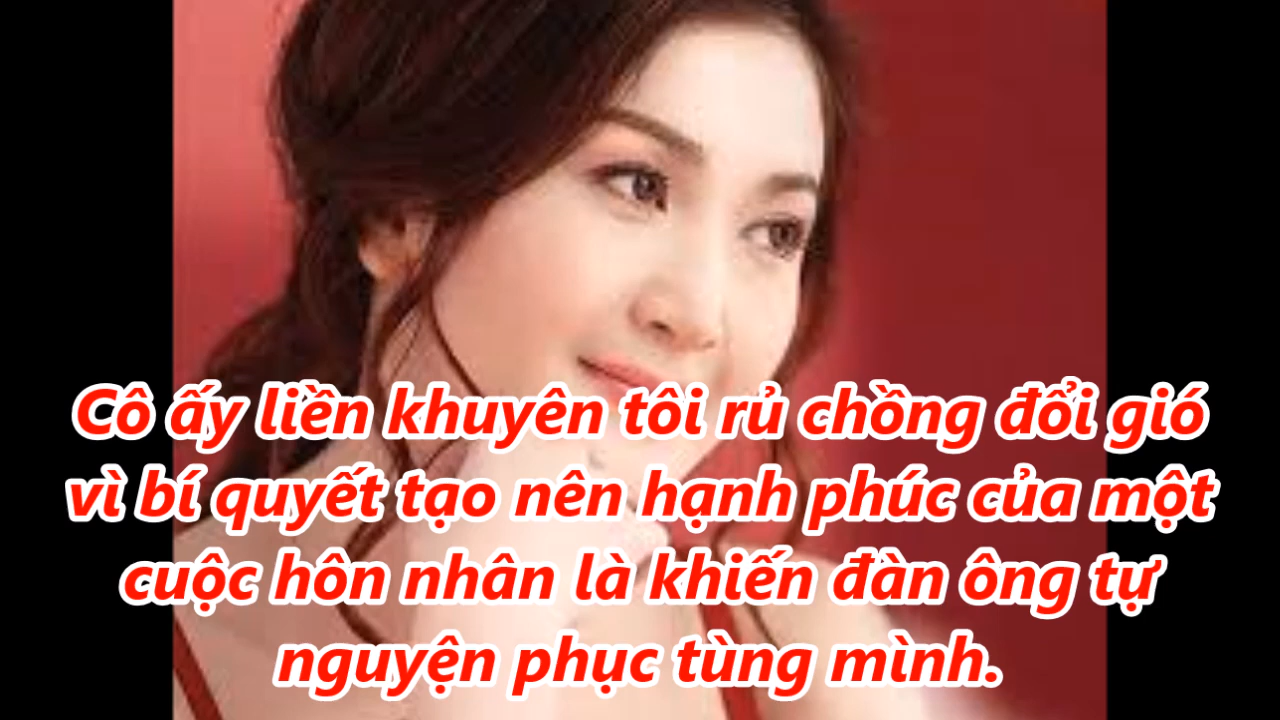 Cô ấy liền khuyên tôi rủ chồng đổi gió
vì bí quyết tạo nên hạnh phúc của một
cuộc hôn nhân là khiến đàn ông tự
nguyện phục tùng mình.